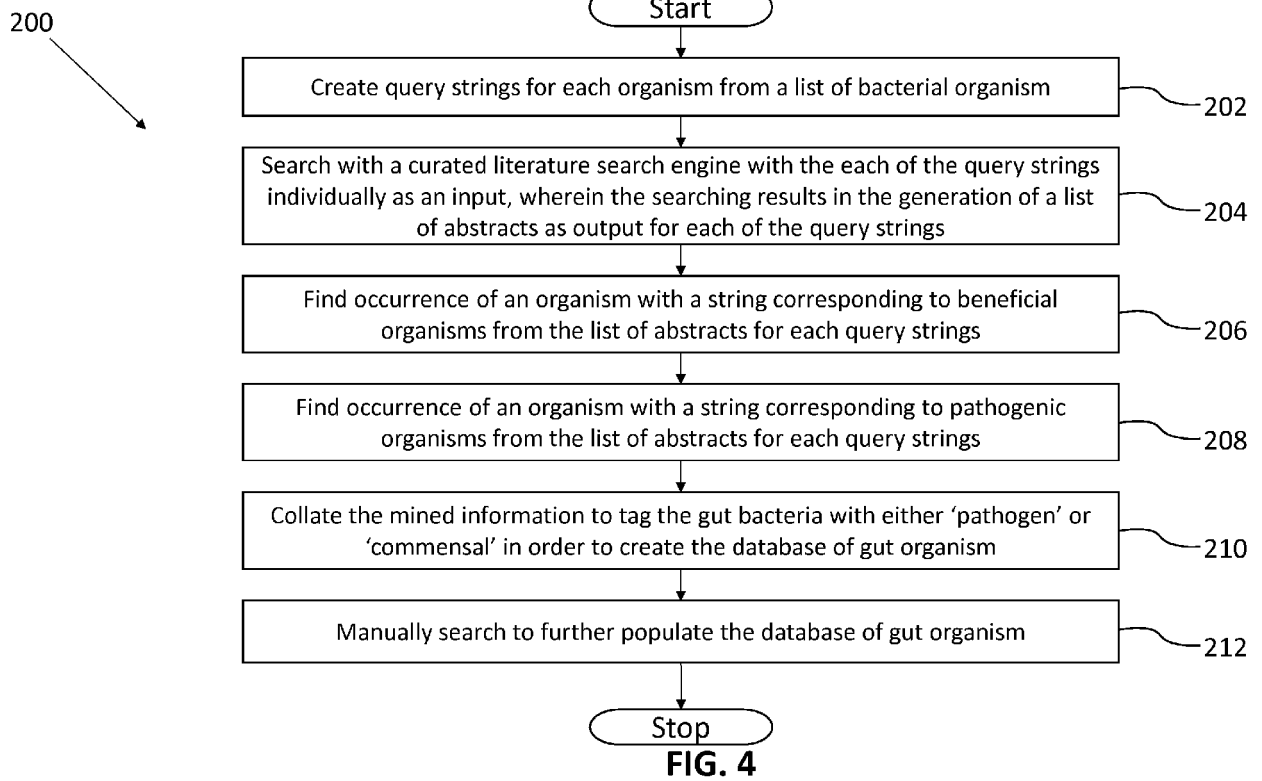 200
Start
Create query strings for each organism from a list of bacterial organism
202
Search with a curated literature search engine with the each of the query strings
individually as an input, wherein the searching results in the generation of a list
of abstracts as output for each of the query strings
204
Find occurrence of an organism with a string corresponding to beneficial
organisms from the list of abstracts for each query strings
206
Find occurrence of an organism with a string corresponding to pathogenic
organisms from the list of abstracts for each query strings
208
Collate the mined information to tag the gut bacteria with either ‘pathogen’ or
‘commensal’ in order to create the database of gut organism
210
Manually search to further populate the database of gut organism
212
Stop
FIG. 4